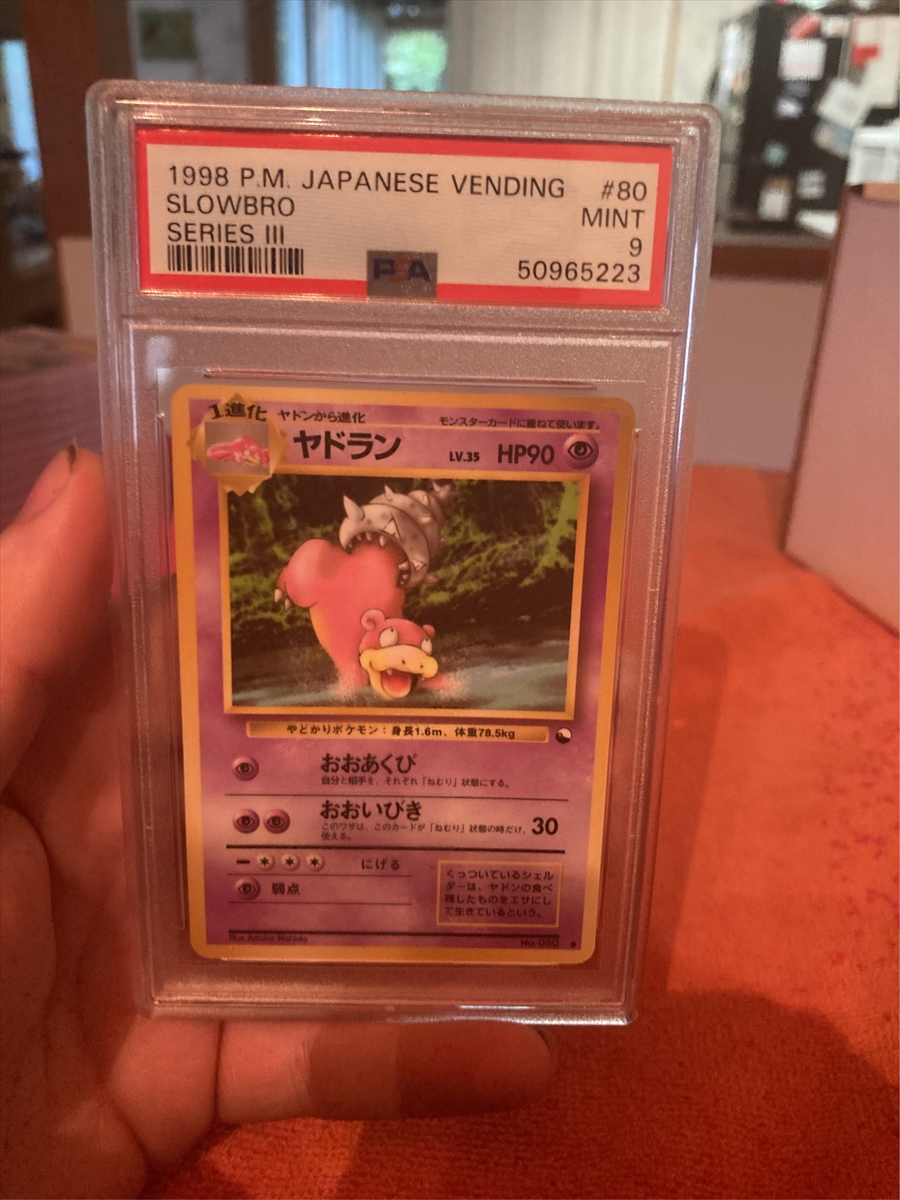 1998 P.M. JAPANESE VENDING #80
SLOWBRO MINT
SERIES III 9
PSA 50965223
1進化 ヤドンから進化 モンスターカードに重ねて使います。
ヤドラン LV.35 HP90
やどかりポケモン：身長1.6m、体重78.5kg
おおあくび
自分と相手を、それぞれ「ねむり」状態にする。
おおいびき 30
このワザは、このカードが「ねむり」状態の時だけ、
使える。
にげる
弱点
くっついているシェル
ダーは、ヤドンの食べ
残したものをエサにし
て生きているという。
Illus. Atsuko Nishida No. 080 ●